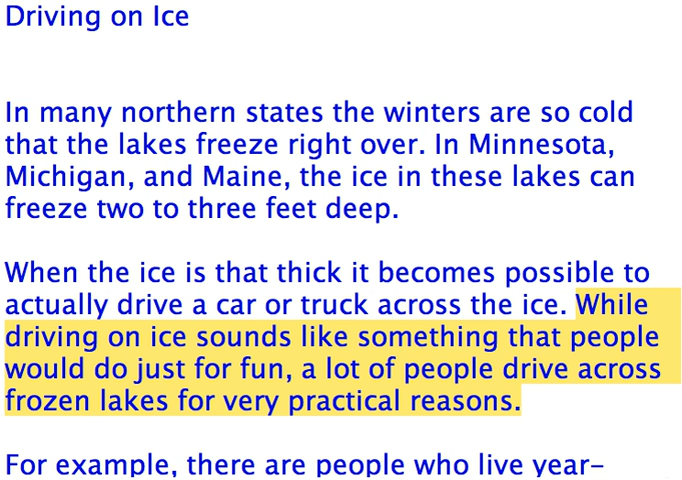 Driving on Ice
In many northern states the winters are so cold
that the lakes freeze right over. In Minnesota,
Michigan, and Maine, the ice in these lakes can
freeze two to three feet deep.
When the ice is that thick it becomes possible to
actually drive a car or truck across the ice. While
driving on ice sounds like something that people
would do just for fun, a lot of people drive across
frozen lakes for very practical reasons.
For example, there are people who live year-